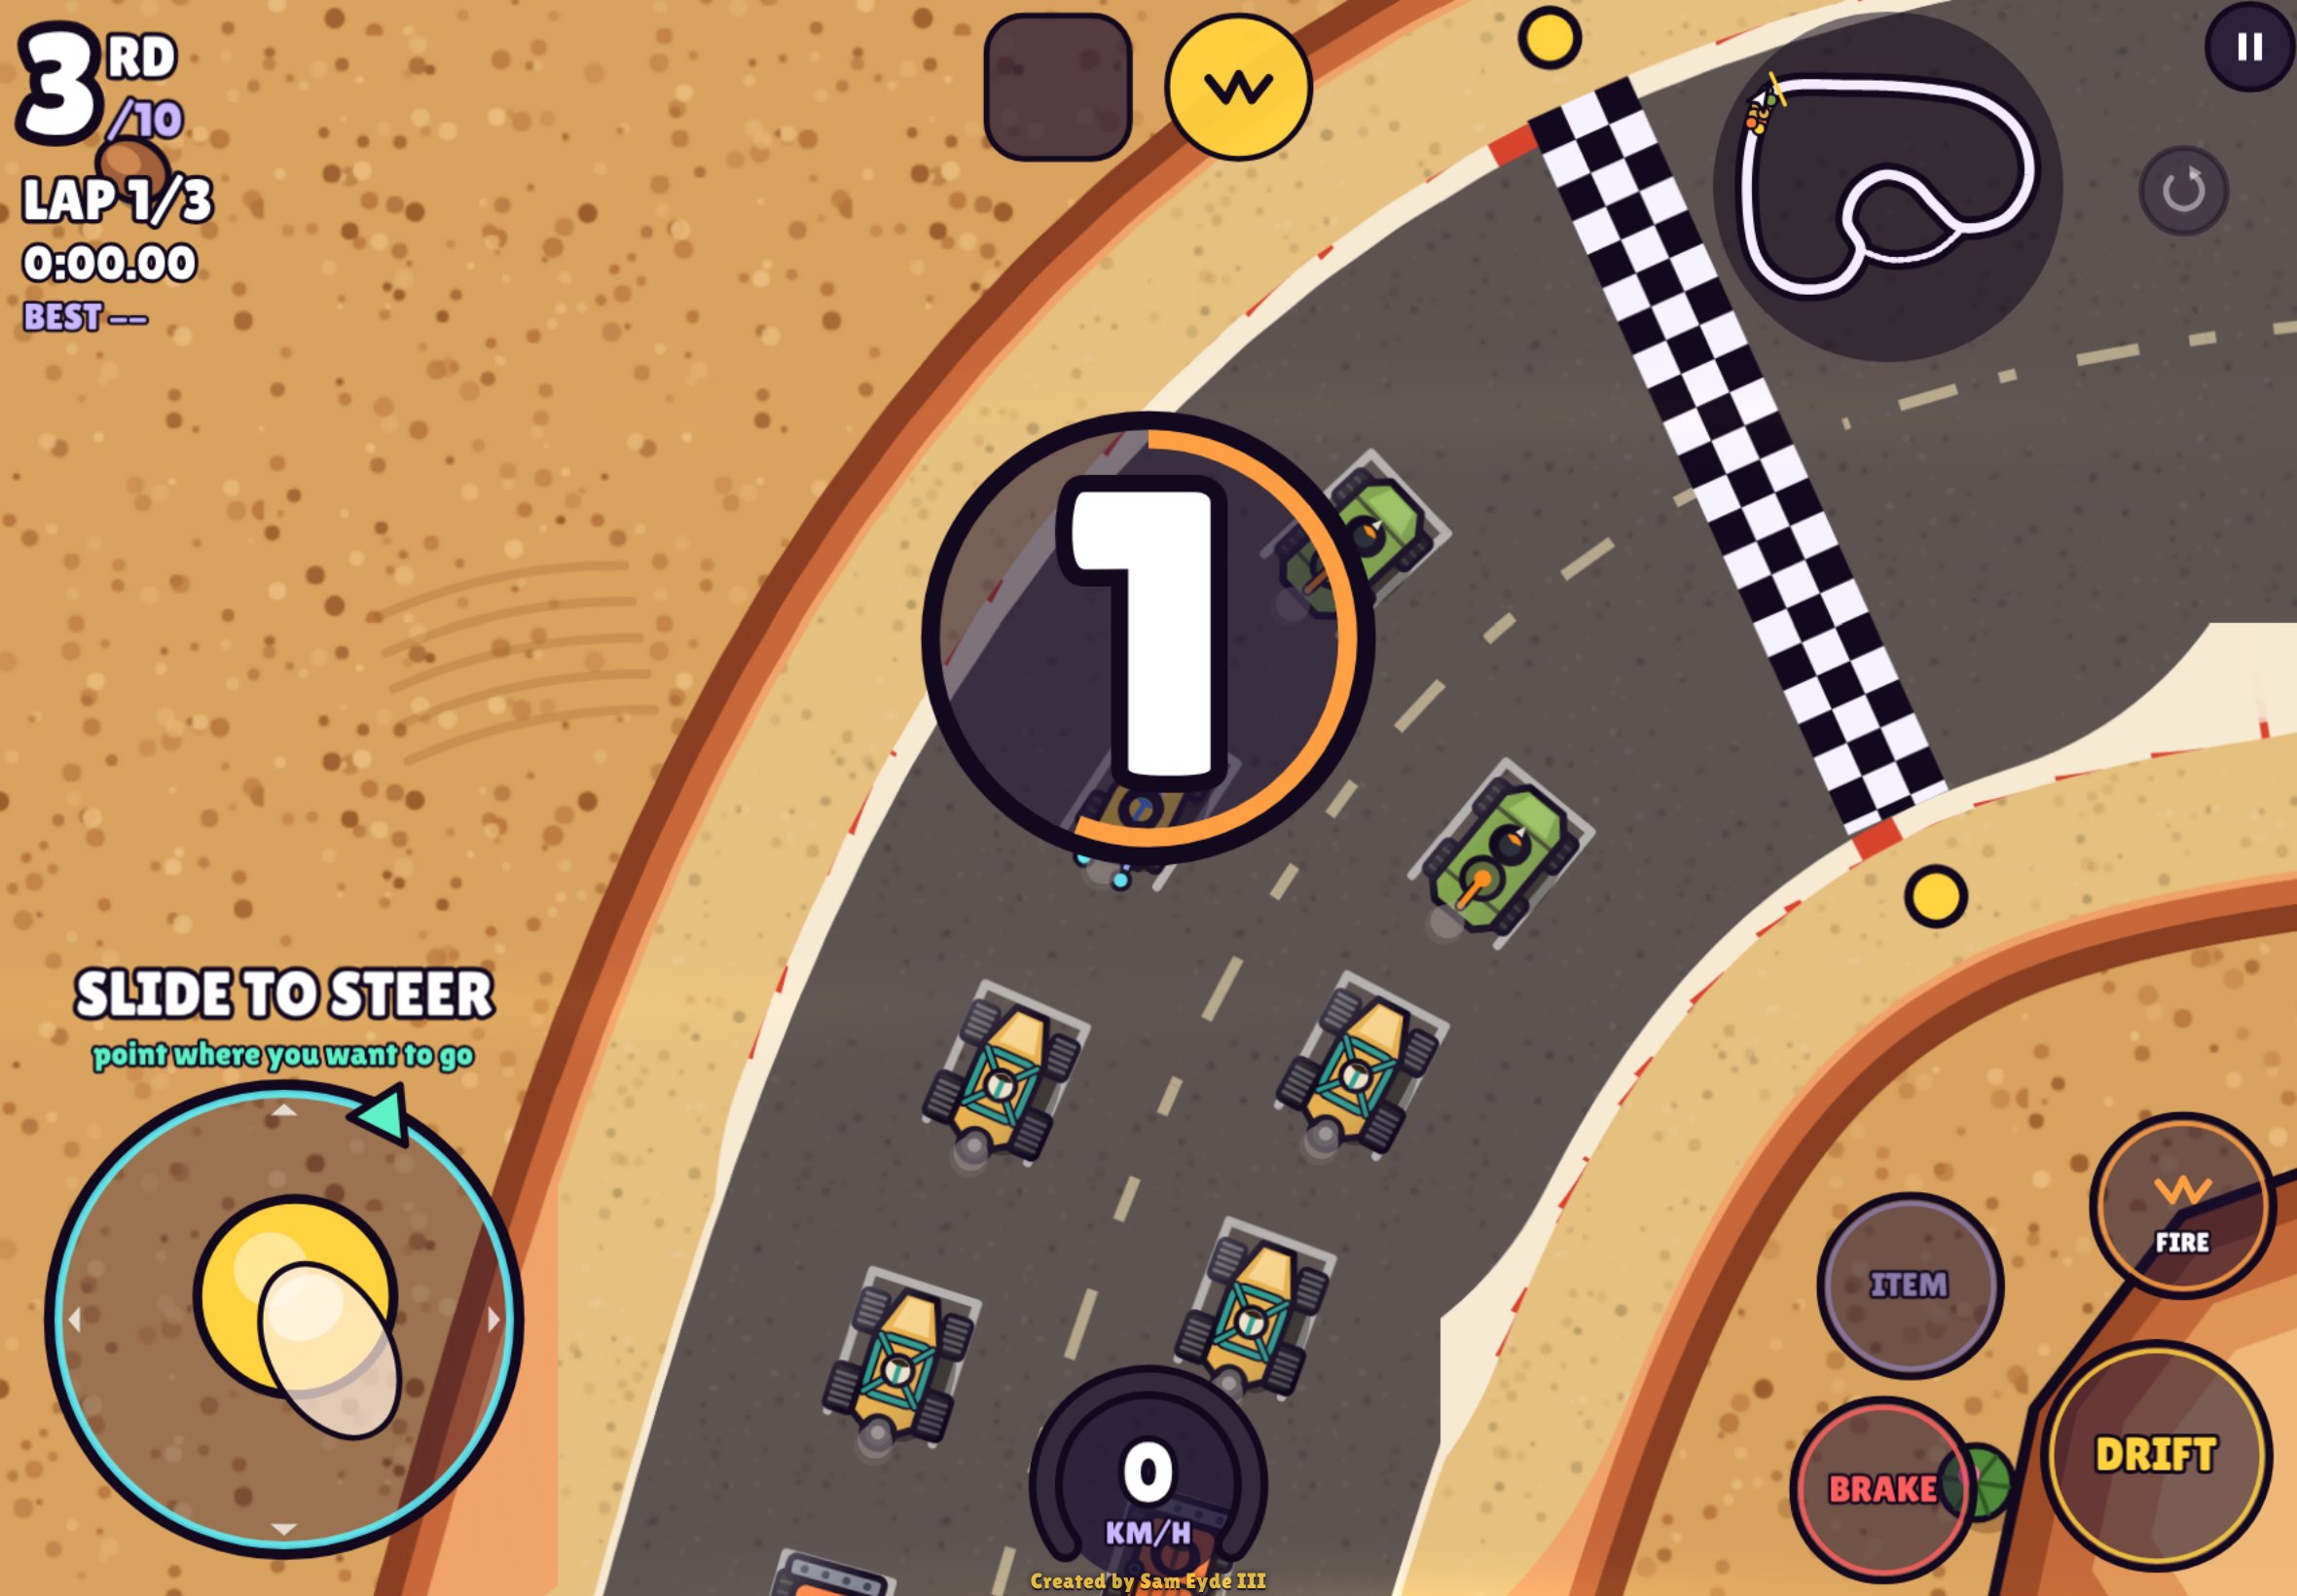 3RD
/10
LAP 1/3
0:00.00
BEST --
1
SLIDE TO STEER
point where you want to go
FIRE
ITEM
DRIFT
BRAKE
0
KM/H
Created by Sam Eyde III